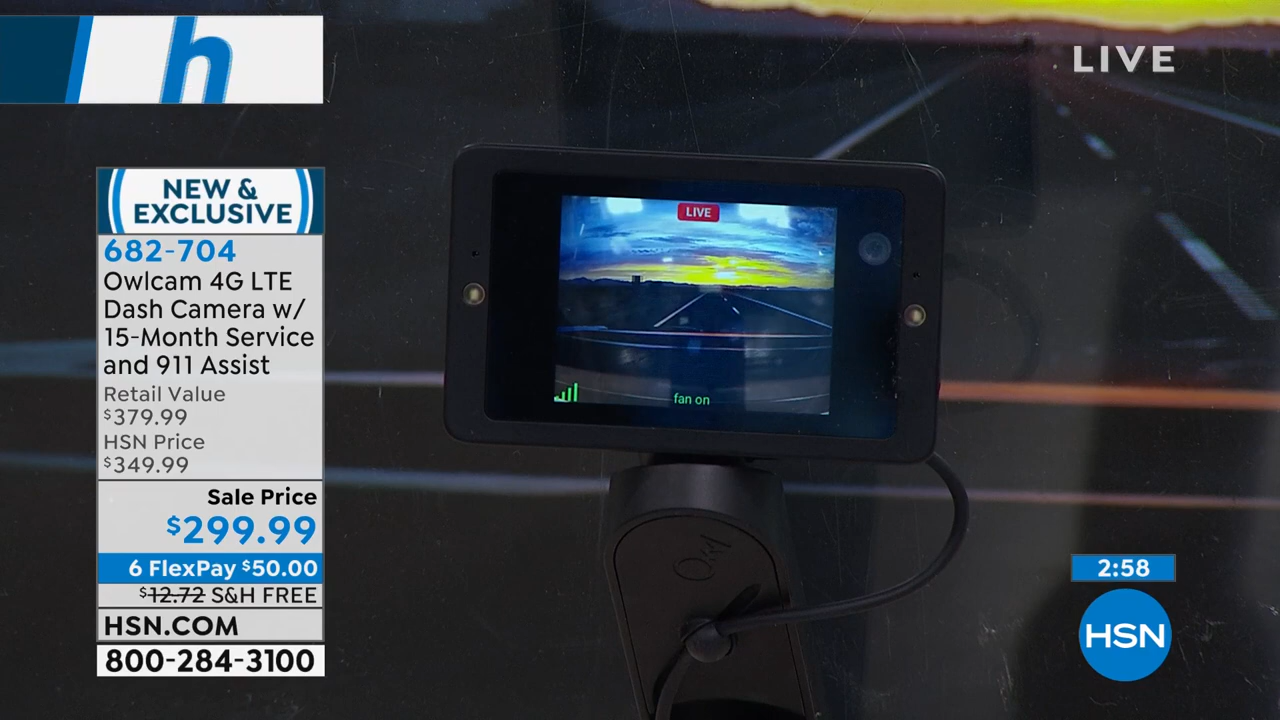 h
LIVE
NEW &
EXCLUSIVE
682-704
Owlcam 4G LTE
Dash Camera w/
15-Month Service
and 911 Assist
Retail Value
$379.99
HSN Price
$349.99
Sale Price
$299.99
6 FlexPay $50.00
$12.72 S&H FREE
HSN.COM
800-284-3100
LIVE
fan on
Owl
2:58
HSN